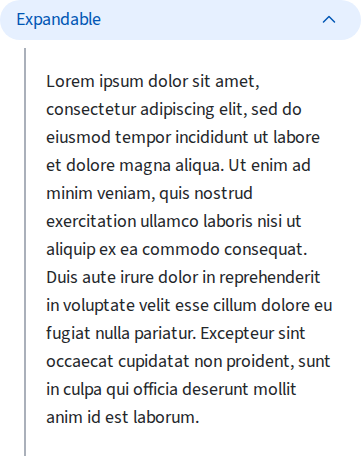 Expandable
Lorem ipsum dolor sit amet,
consectetur adipiscing elit, sed do
eiusmod tempor incididunt ut labore
et dolore magna aliqua. Ut enim ad
minim veniam, quis nostrud
exercitation ullamco laboris nisi ut
aliquip ex ea commodo consequat.
Duis aute irure dolor in reprehenderit
in voluptate velit esse cillum dolore eu
fugiat nulla pariatur. Excepteur sint
occaecat cupidatat non proident, sunt
in culpa qui officia deserunt mollit
anim id est laborum.